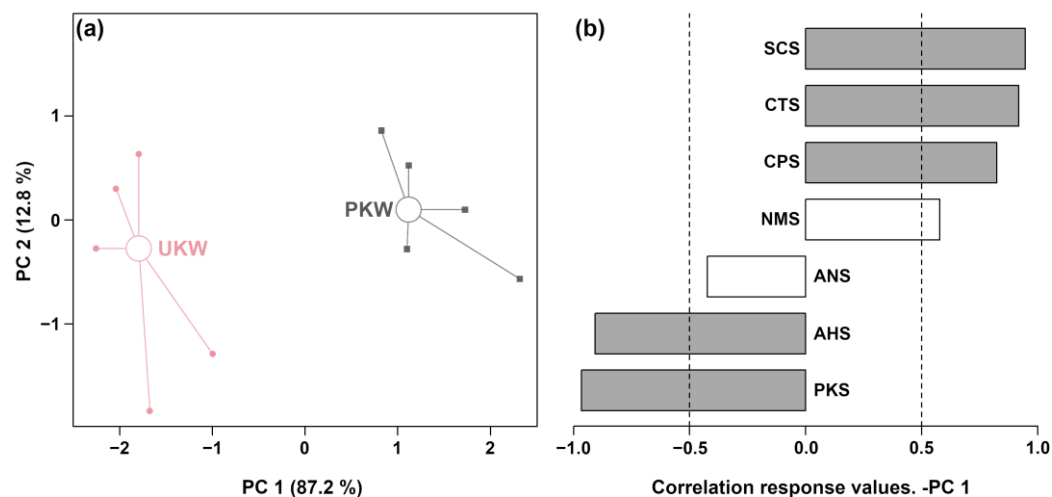 (a)
PC 2 (12.8 %)
1
0
−1
UKW
PKW
−2
−1
0
1
2
PC 1 (87.2 %)
(b)
SCS
CTS
CPS
NMS
ANS
AHS
PKS
−1.0
−0.5
0.0
0.5
1.0
Correlation response values. -PC 1